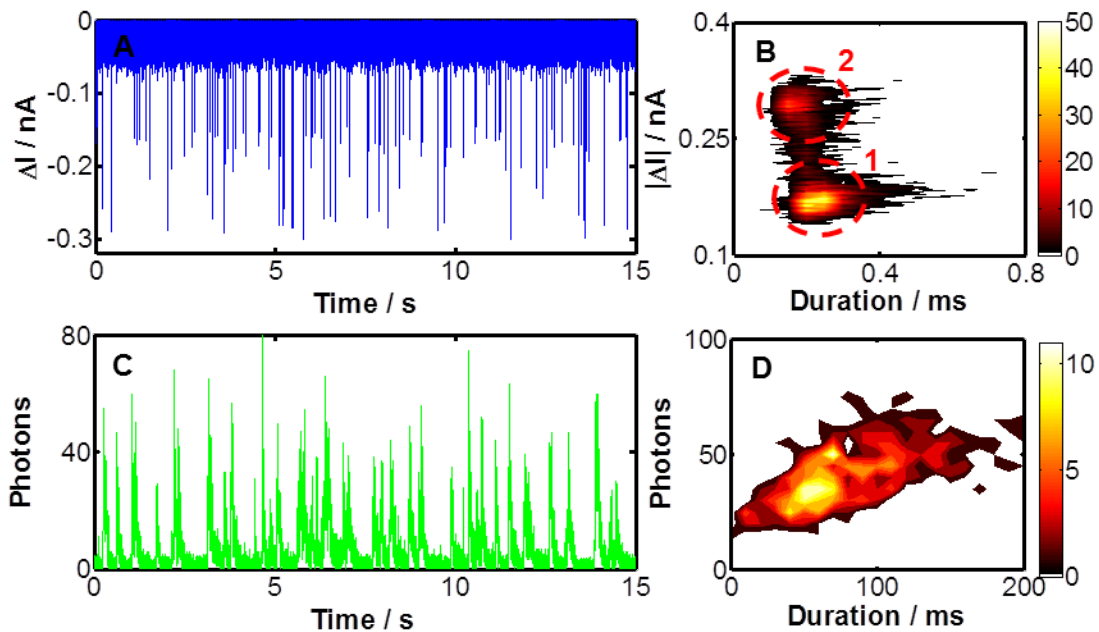 A
0
-0.1
-0.2
-0.3
ΔI / nA
0 5 10 15
Time / s
B
2
1
0.4
0.25
0.1
|ΔI| / nA
0 0.4 0.8
Duration / ms
50
40
30
20
10
0
C
80
40
0
Photons
0 5 10 15
Time / s
D
100
50
0
Photons
0 100 200
Duration / ms
10
5
0